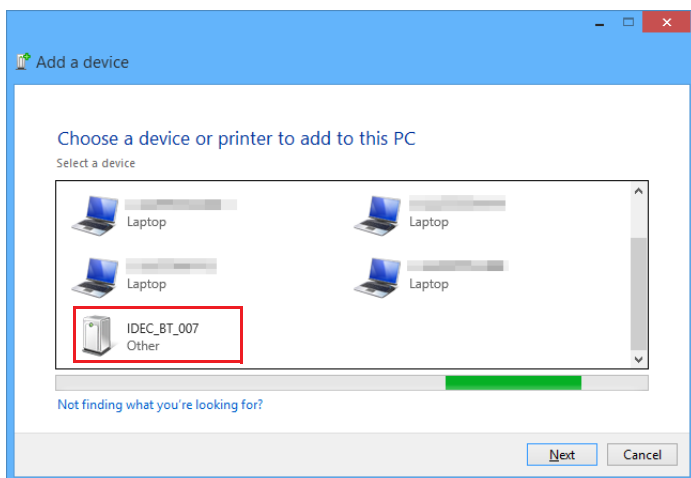 Add a device
Choose a device or printer to add to this PC
Select a device
Laptop
Laptop
Laptop
Laptop
IDEC_BT_007
Other
Not finding what you're looking for?
Next
Cancel